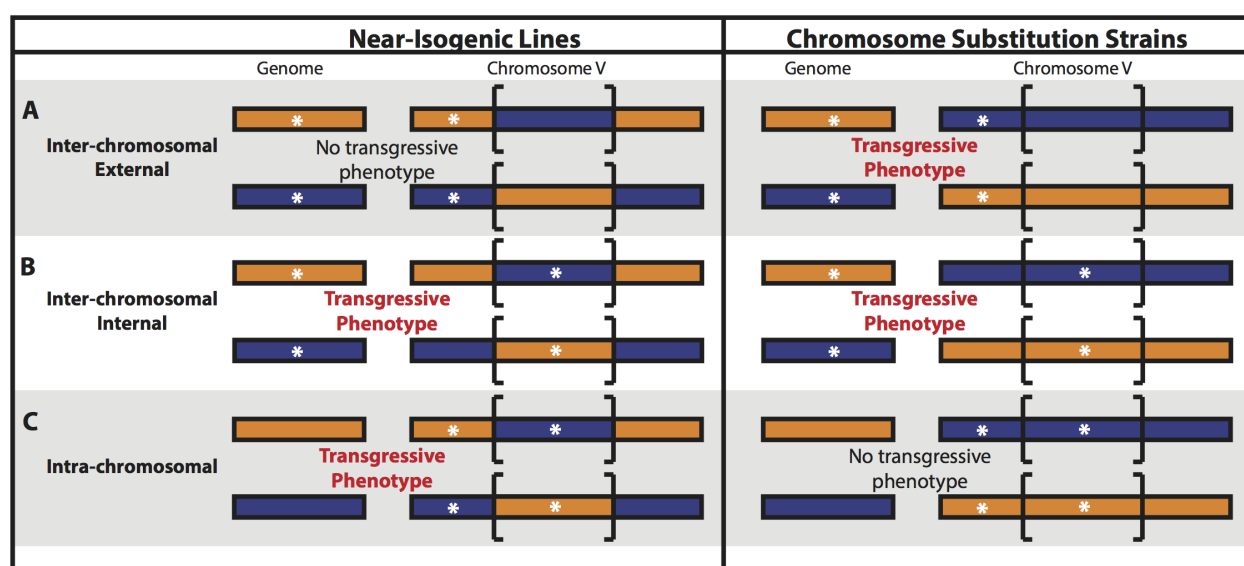 Near-Isogenic Lines
Chromosome Substitution Strains
Genome
Chromosome V
Genome
Chromosome V
A
Inter-chromosomal
External
*
*
No transgressive
phenotype
*
*
*
*
Transgressive
Phenotype
*
*
B
Inter-chromosomal
Internal
*
*
Transgressive
Phenotype
*
*
*
*
Transgressive
Phenotype
*
*
C
Intra-chromosomal
*
*
Transgressive
Phenotype
*
*
*
*
No transgressive
phenotype
*
*